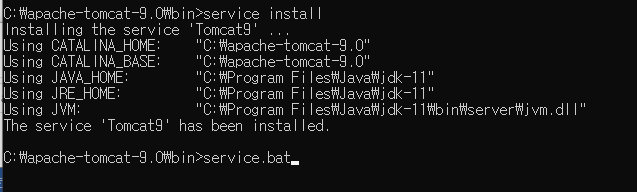 C:₩apache-tomcat-9.0₩bin>service install
Installing the service 'Tomcat9' ...
Using CATALINA_HOME:    "C:₩apache-tomcat-9.0"
Using CATALINA_BASE:    "C:₩apache-tomcat-9.0"
Using JAVA_HOME:        "C:₩Program Files₩Java₩jdk-11"
Using JRE_HOME:         "C:₩Program Files₩Java₩jdk-11"
Using JVM:              "C:₩Program Files₩Java₩jdk-11₩bin₩server₩jvm.dll"
The service 'Tomcat9' has been installed.
C:₩apache-tomcat-9.0₩bin>service.bat